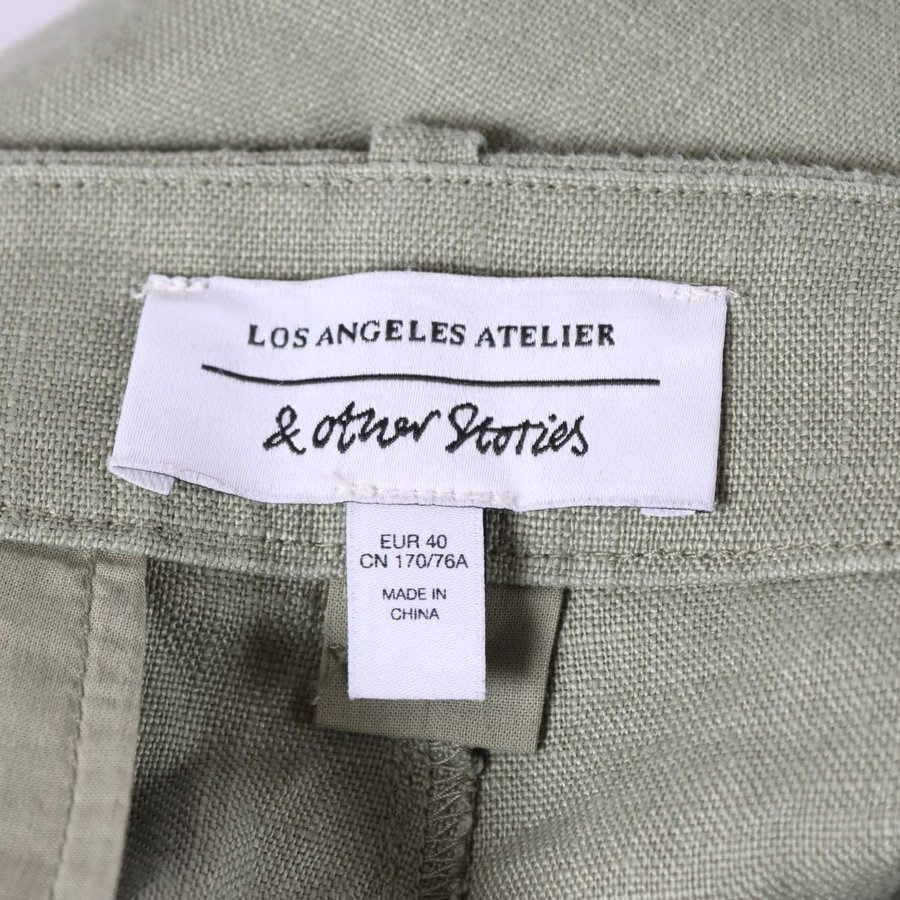 LOS ANGELES ATELIER
& other Stories
EUR 40
CN 170/76A
MADE IN
CHINA